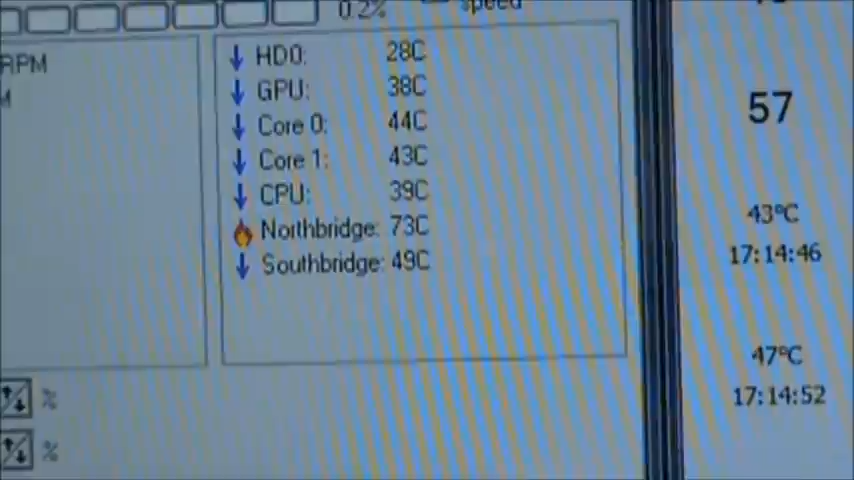 0.2%
speed
RPM
M
HD0: 28C
GPU: 38C
Core 0: 44C
Core 1: 43C
CPU: 39C
Northbridge: 73C
Southbridge: 49C
%
%
57
43°C
17:14:46
47°C
17:14:52